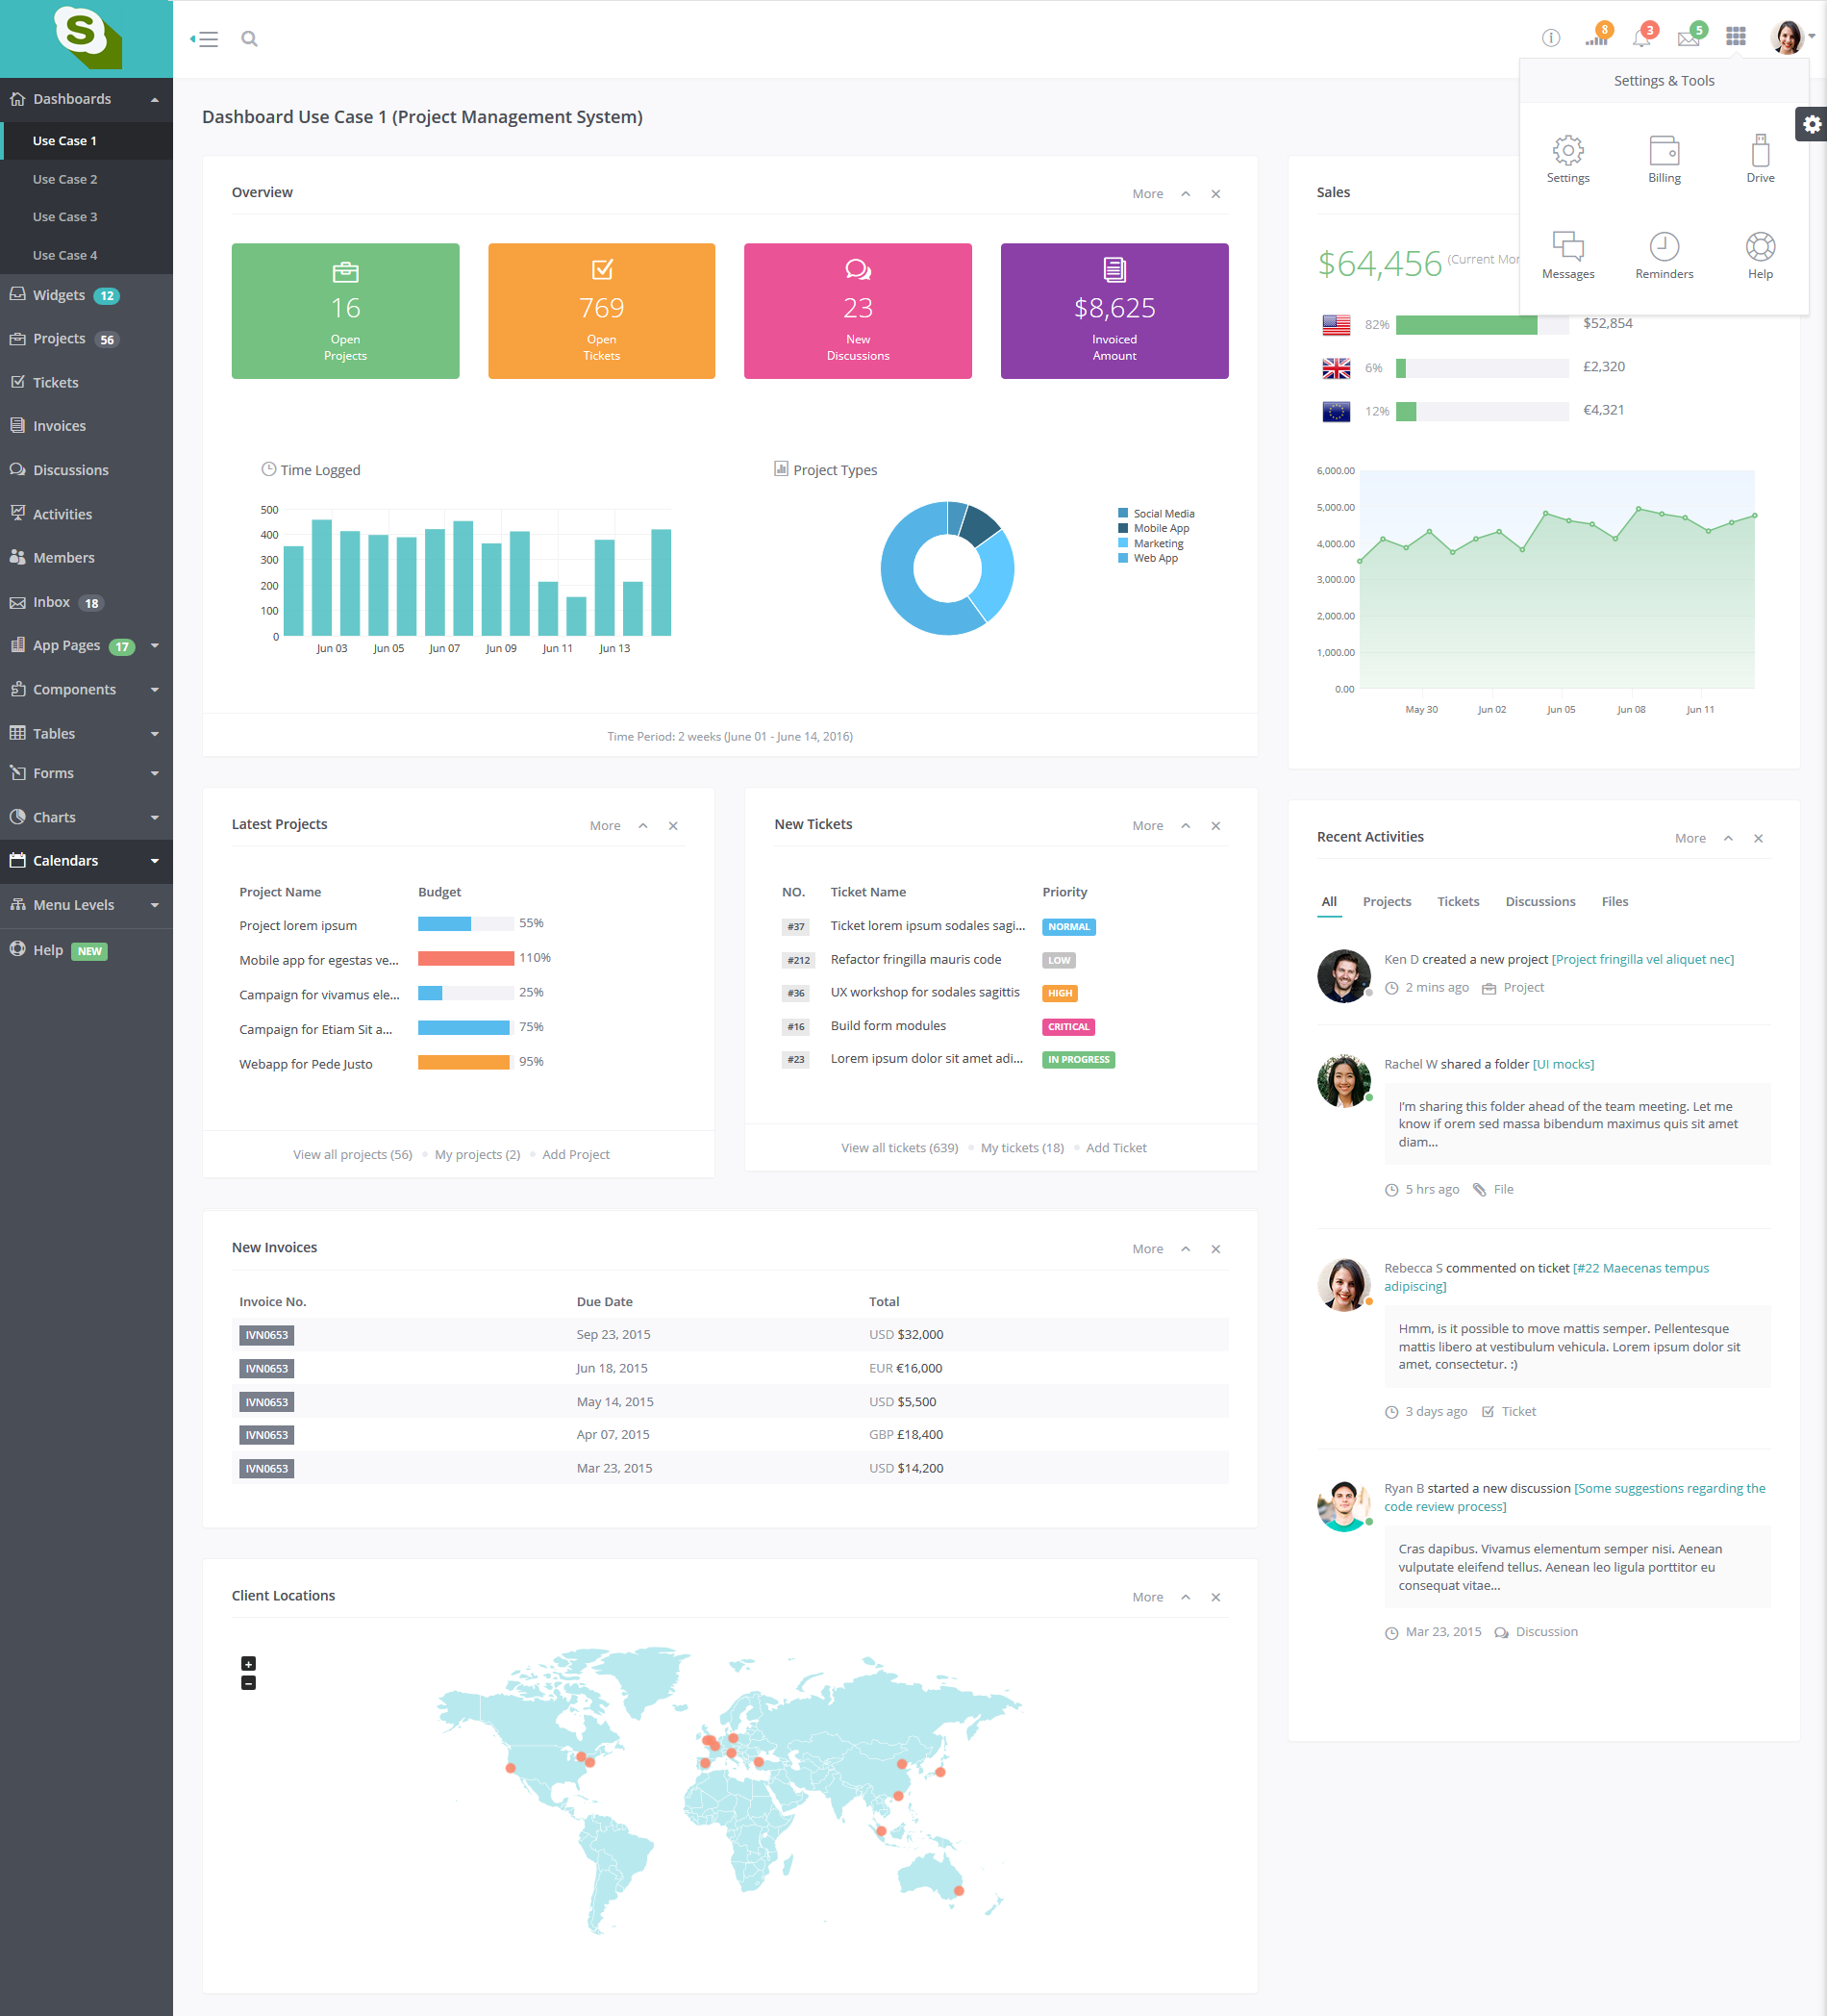 S
8
3
5
Settings & Tools
Settings
Billing
Drive
Messages
Reminders
Help
Dashboards
Use Case 1
Use Case 2
Use Case 3
Use Case 4
Widgets 12
Projects 56
Tickets
Invoices
Discussions
Activities
Members
Inbox 18
App Pages 17
Components
Tables
Forms
Charts
Calendars
Menu Levels
Help NEW
Dashboard Use Case 1 (Project Management System)
Overview
More
16
Open
Projects
769
Open
Tickets
23
New
Discussions
$8,625
Invoiced
Amount
Time Logged
500
400
300
200
100
0
Jun 03 Jun 05 Jun 07 Jun 09 Jun 11 Jun 13
Project Types
Social Media
Mobile App
Marketing
Web App
Time Period: 2 weeks (June 01 - June 14, 2016)
Sales
$64,456 (Current Mon
82% $52,854
6% £2,320
12% €4,321
6,000.00
5,000.00
4,000.00
3,000.00
2,000.00
1,000.00
0.00
May 30 Jun 02 Jun 05 Jun 08 Jun 11
Latest Projects
More
Project Name Budget
Project lorem ipsum 55%
Mobile app for egestas ve... 110%
Campaign for vivamus ele... 25%
Campaign for Etiam Sit a... 75%
Webapp for Pede Justo 95%
View all projects (56) My projects (2) Add Project
New Tickets
More
NO. Ticket Name Priority
#37 Ticket lorem ipsum sodales sagi... NORMAL
#212 Refactor fringilla mauris code LOW
#36 UX workshop for sodales sagittis HIGH
#16 Build form modules CRITICAL
#23 Lorem ipsum dolor sit amet adi... IN PROGRESS
View all tickets (639) My tickets (18) Add Ticket
Recent Activities
More
All Projects Tickets Discussions Files
Ken D created a new project [Project fringilla vel aliquet nec]
2 mins ago Project
Rachel W shared a folder [UI mocks]
I'm sharing this folder ahead of the team meeting. Let me
know if orem sed massa bibendum maximus quis sit amet
diam...
5 hrs ago File
Rebecca S commented on ticket [#22 Maecenas tempus
adipiscing]
Hmm, is it possible to move mattis semper. Pellentesque
mattis libero at vestibulum vehicula. Lorem ipsum dolor sit
amet, consectetur. :)
3 days ago Ticket
Ryan B started a new discussion [Some suggestions regarding the
code review process]
Cras dapibus. Vivamus elementum semper nisi. Aenean
vulputate eleifend tellus. Aenean leo ligula porttitor eu
consequat vitae...
Mar 23, 2015 Discussion
New Invoices
More
Invoice No. Due Date Total
IVN0653 Sep 23, 2015 USD $32,000
IVN0653 Jun 18, 2015 EUR €16,000
IVN0653 May 14, 2015 USD $5,500
IVN0653 Apr 07, 2015 GBP £18,400
IVN0653 Mar 23, 2015 USD $14,200
Client Locations
More
+
−